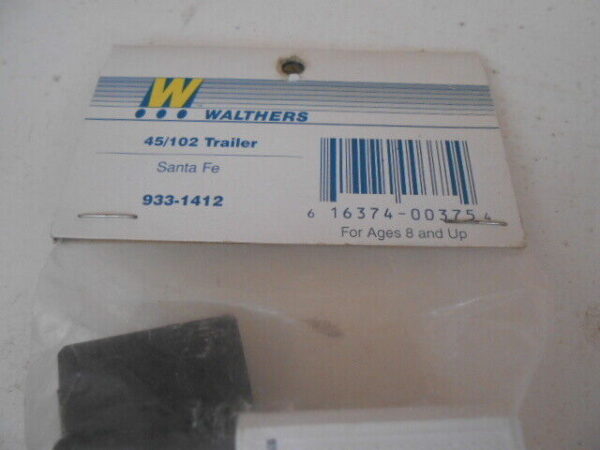 W
WALTHERS
45/102 Trailer
Santa Fe
933-1412
6 16374-00375 4
For Ages 8 and Up